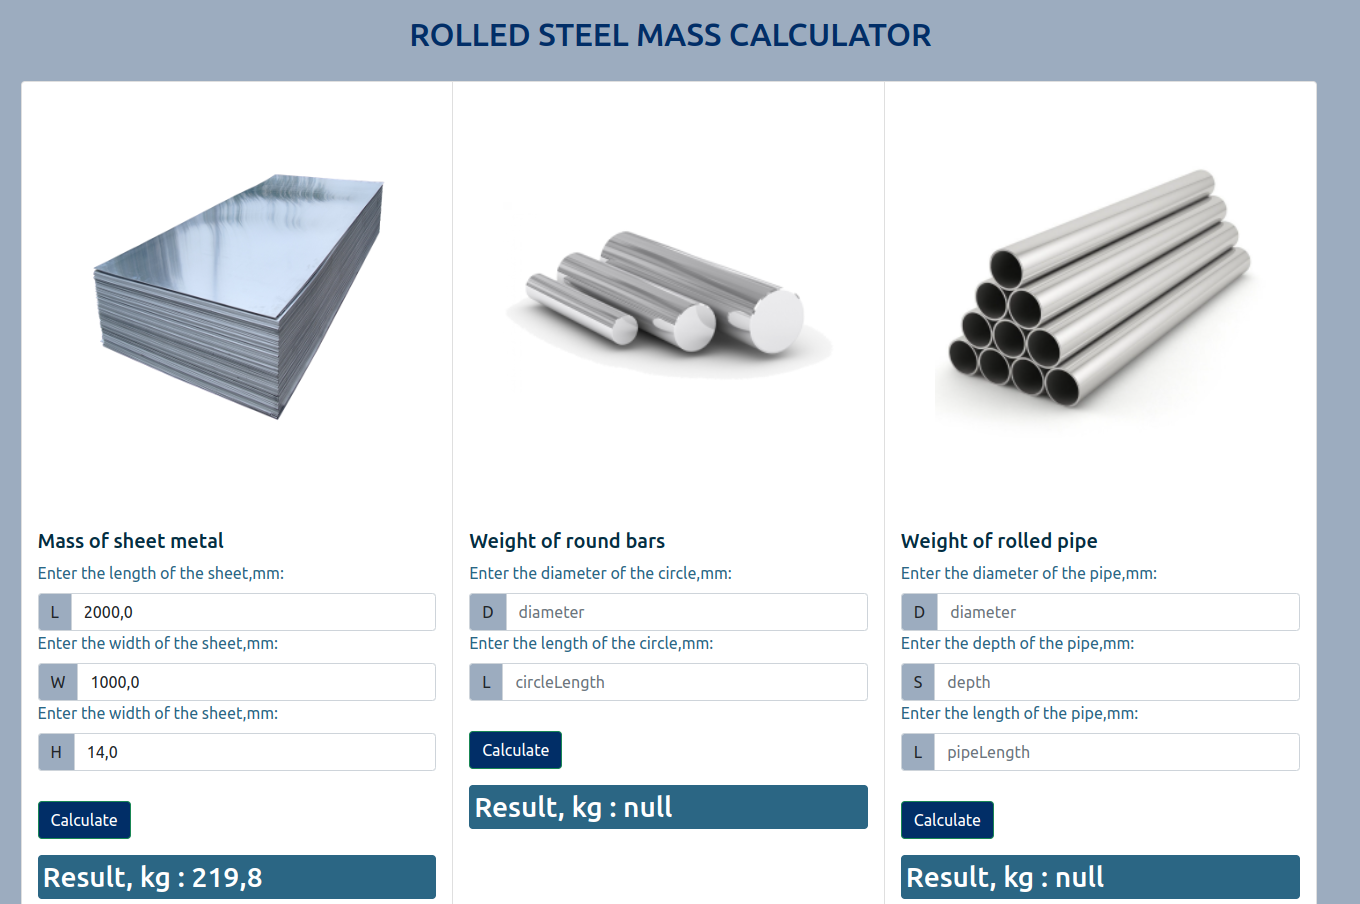 ROLLED STEEL MASS CALCULATOR
Mass of sheet metal
Enter the length of the sheet,mm:
L 2000,0
Enter the width of the sheet,mm:
W 1000,0
Enter the width of the sheet,mm:
H 14,0
Calculate
Result, kg : 219,8
Weight of round bars
Enter the diameter of the circle,mm:
D diameter
Enter the length of the circle,mm:
L circleLength
Calculate
Result, kg : null
Weight of rolled pipe
Enter the diameter of the pipe,mm:
D diameter
Enter the depth of the pipe,mm:
S depth
Enter the length of the pipe,mm:
L pipeLength
Calculate
Result, kg : null